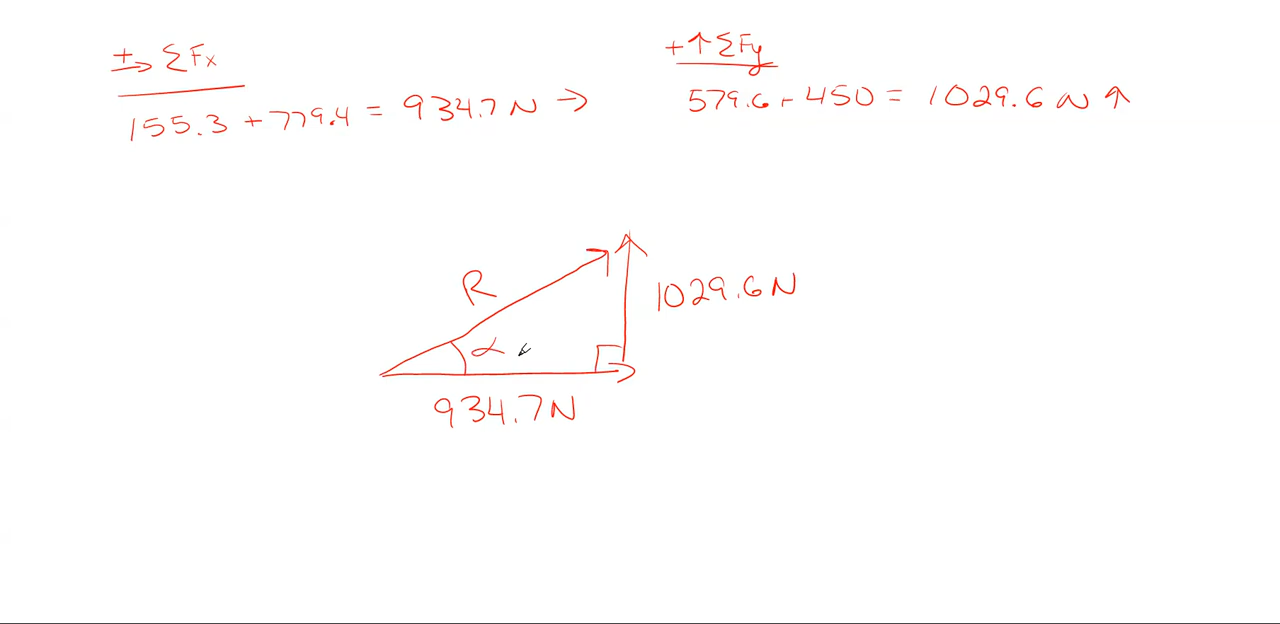 +→ ΣFx
155.3 + 779.4 = 934.7 N →
+↑ΣFy
579.6 + 450 = 1029.6 N ↑
R
1029.6 N
α
934.7 N